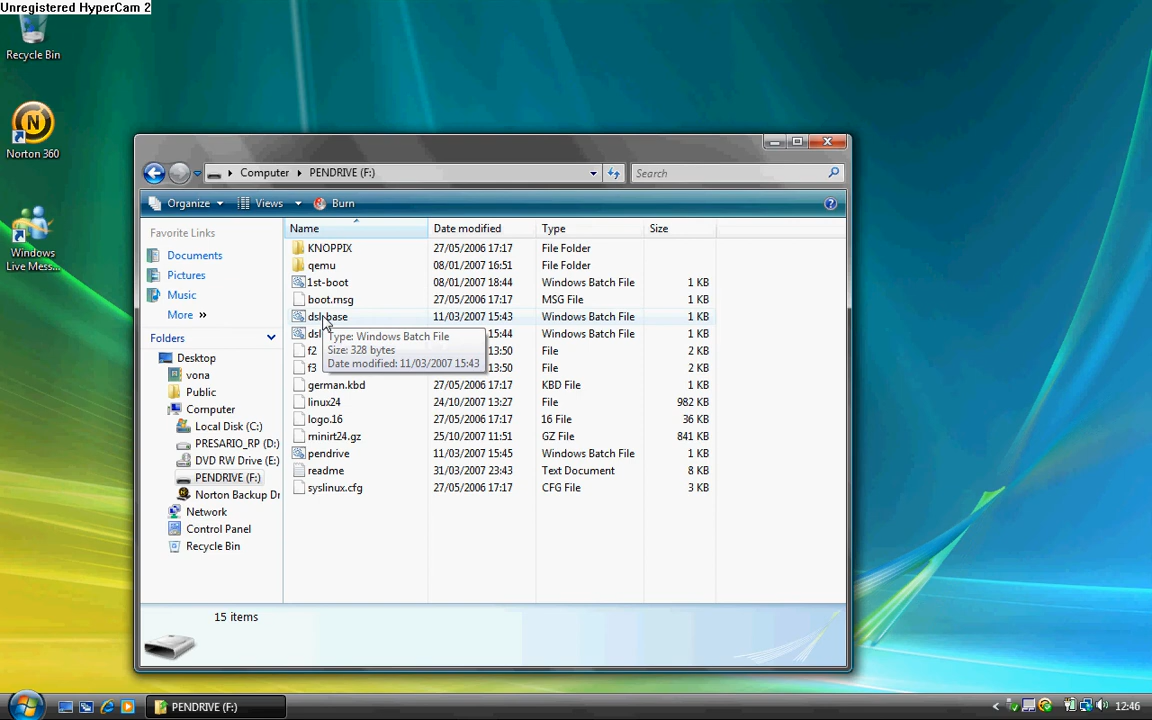 Unregistered HyperCam 2
Recycle Bin
N
Norton 360
Windows
Live Mess...
Computer PENDRIVE (F:)
Search
Organize Views Burn
Favorite Links
Documents
Pictures
Music
More »
Folders
Desktop
vona
Public
Computer
Local Disk (C:)
PRESARIO_RP (D:)
DVD RW Drive (E:)
PENDRIVE (F:)
Norton Backup Dr
Network
Control Panel
Recycle Bin
Name Date modified Type Size
KNOPPIX 27/05/2006 17:17 File Folder
qemu 08/01/2007 16:51 File Folder
1st-boot 08/01/2007 18:44 Windows Batch File 1 KB
boot.msg 27/05/2006 17:17 MSG File 1 KB
dsl-base 11/03/2007 15:43 Windows Batch File 1 KB
dsl 15:44 Windows Batch File 1 KB
f2 13:50 File 2 KB
f3 13:50 File 2 KB
Type: Windows Batch File
Size: 328 bytes
Date modified: 11/03/2007 15:43
german.kbd 27/05/2006 17:17 KBD File 1 KB
linux24 24/10/2007 13:27 File 982 KB
logo.16 27/05/2006 17:17 16 File 36 KB
minirt24.gz 25/10/2007 11:51 GZ File 841 KB
pendrive 11/03/2007 15:45 Windows Batch File 1 KB
readme 31/03/2007 23:43 Text Document 8 KB
syslinux.cfg 27/05/2006 17:17 CFG File 3 KB
15 items
PENDRIVE (F:)
12:46